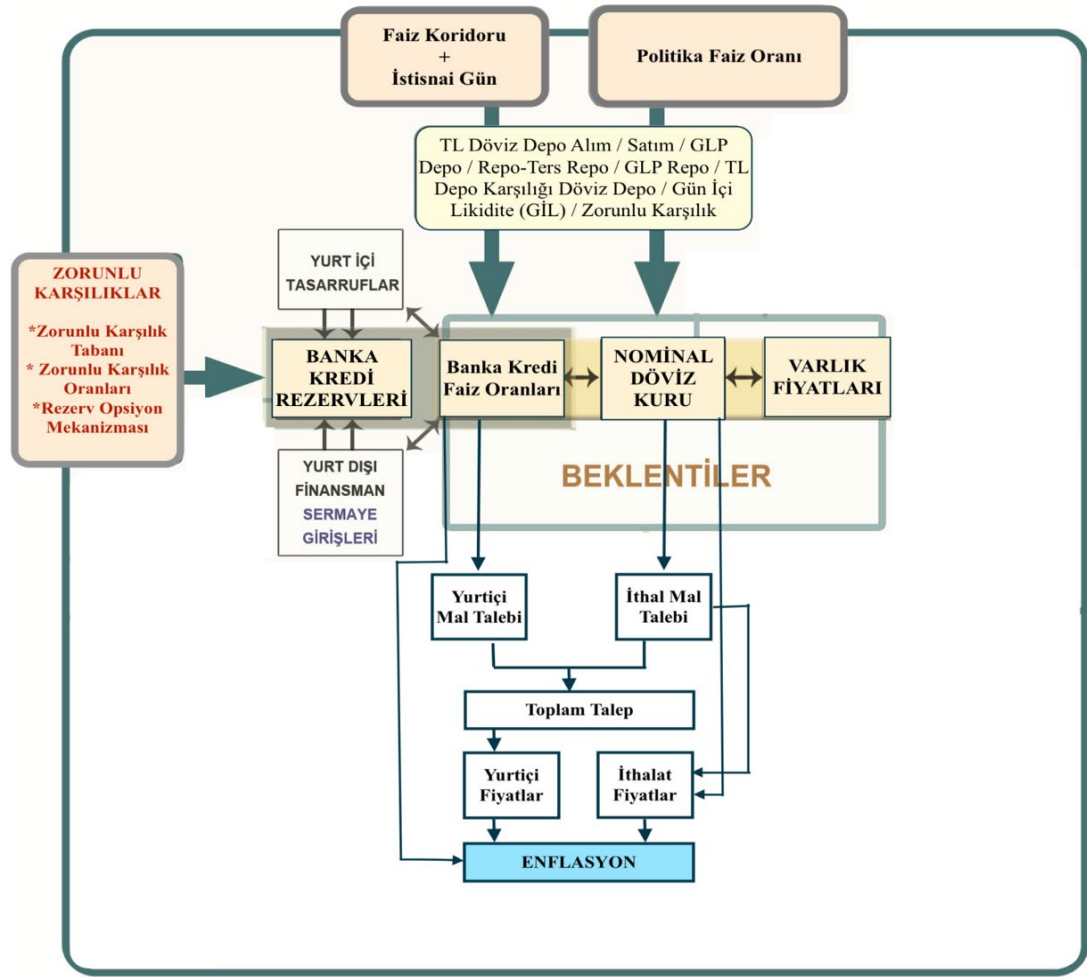 Faiz Koridoru
+
İstisnai Gün
Politika Faiz Oranı
TL Döviz Depo Alım / Satım / GLP
Depo / Repo-Ters Repo / GLP Repo / TL
Depo Karşılığı Döviz Depo / Gün İçi
Likidite (GİL) / Zorunlu Karşılık
ZORUNLU
KARŞILIKLAR
*Zorunlu Karşılık
Tabanı
* Zorunlu Karşılık
Oranları
*Rezerv Opsiyon
Mekanizması
YURT İÇİ
TASARRUFLAR
BANKA
KREDİ
REZERVLERİ
Banka Kredi
Faiz Oranları
NOMİNAL
DÖVİZ
KURU
VARLIK
FİYATLARI
YURT DIŞI
FİNANSMAN
SERMAYE
GİRİŞLERİ
BEKLENTİLER
Yurtiçi
Mal Talebi
İthal Mal
Talebi
Toplam Talep
Yurtiçi
Fiyatlar
İthalat
Fiyatlar
ENFLASYON